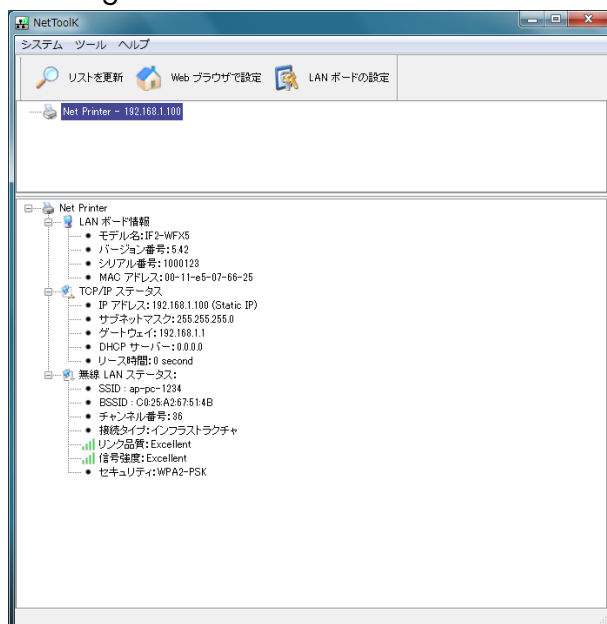 NetToolK
システム ツール ヘルプ
リストを更新 Web ブラウザで設定 LAN ボードの設定
Net Printer - 192.168.1.100
Net Printer
LAN ボード情報
モデル名:IF2-WFX5
バージョン番号:5.42
シリアル番号:1000123
MAC アドレス:00-11-e5-07-66-25
TCP/IP ステータス
IP アドレス:192.168.1.100 (Static IP)
サブネットマスク:255.255.255.0
ゲートウェイ:192.168.1.1
DHCP サーバー:0.0.0.0
リース時間:0 second
無線 LAN ステータス:
SSID : ap-pc-1234
BSSID : C0:25:A2:67:51:4B
チャンネル番号:36
接続タイプ:インフラストラクチャ
リンク品質:Excellent
信号強度:Excellent
セキュリティ:WPA2-PSK